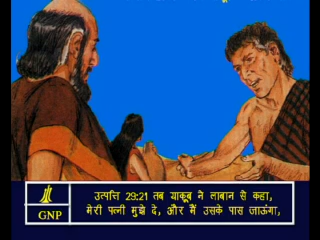 उत्पत्ति 29:21 तब याक़ूब ने लाबान से कहा,
मेरी पत्नी मुझे दे, और मैं उसके पास जाऊंगा,
GNP